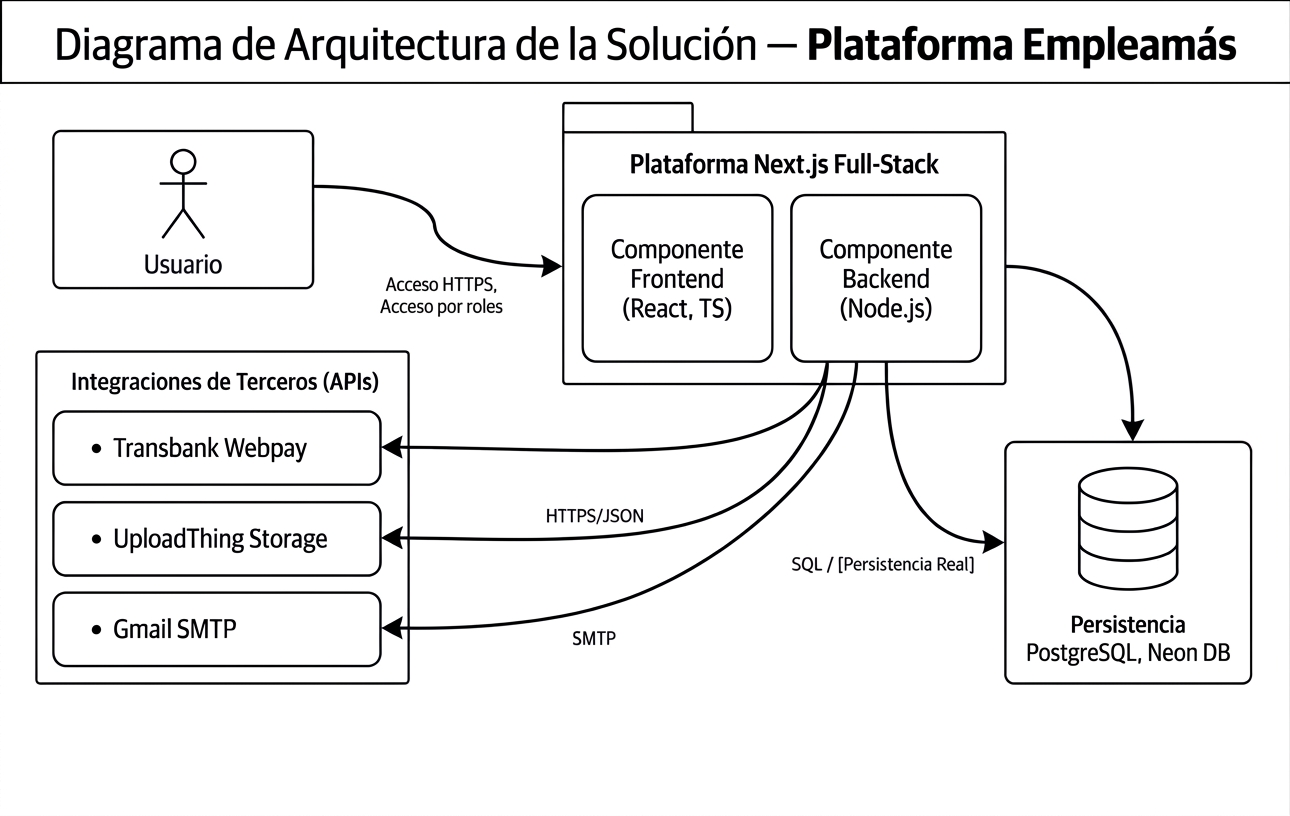 Diagrama de Arquitectura de la Solución — Plataforma Empleamás
Usuario
Acceso HTTPS,
Acceso por roles
Plataforma Next.js Full-Stack
Componente
Frontend
(React, TS)
Componente
Backend
(Node.js)
Integraciones de Terceros (APIs)
• Transbank Webpay
• UploadThing Storage
• Gmail SMTP
HTTPS/JSON
SMTP
SQL / [Persistencia Real]
Persistencia
PostgreSQL, Neon DB